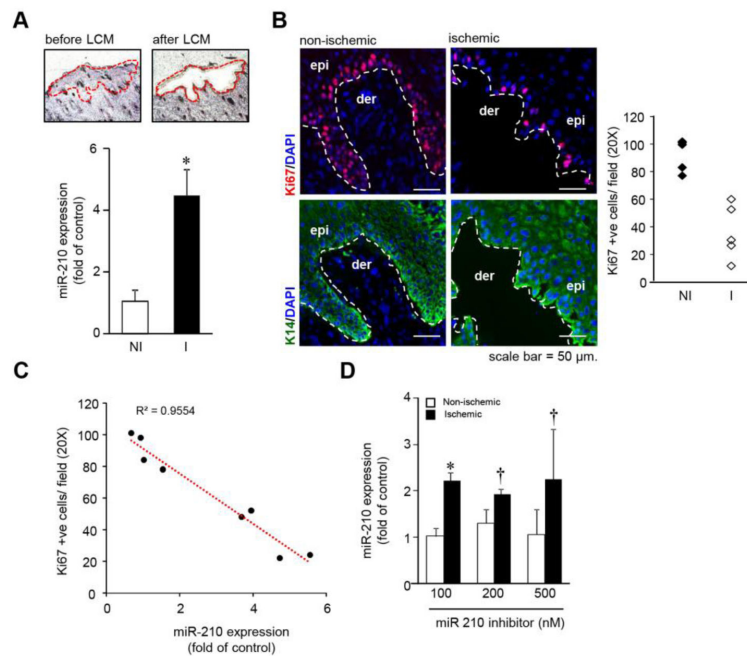 A
before LCM
after LCM
miR-210 expression
(fold of control)
6
4
2
0
*
NI
I
B
non-ischemic
ischemic
epi
der
der
epi
Ki67/DAPI
epi
der
der
epi
K14/DAPI
scale bar = 50 µm.
Ki67 +ve cells/ field (20X)
120
100
80
60
40
20
0
NI
I
C
R² = 0.9554
Ki67 +ve cells/ field (20X)
120
100
80
60
40
20
0
0
2
4
6
miR-210 expression
(fold of control)
D
Non-ischemic
Ischemic
miR-210 expression
(fold of control)
4
3
2
1
0
*
†
†
100
200
500
miR 210 inhibitor (nM)